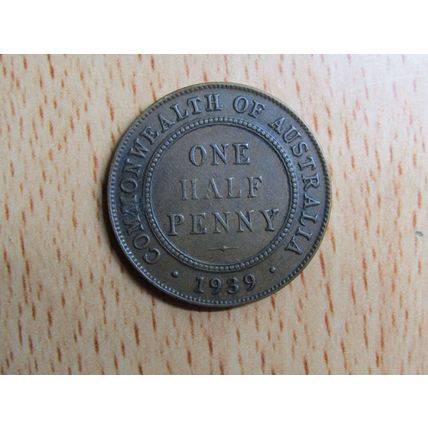 COMMONWEALTH OF AUSTRALIA
ONE
HALF
PENNY
· 1939 ·